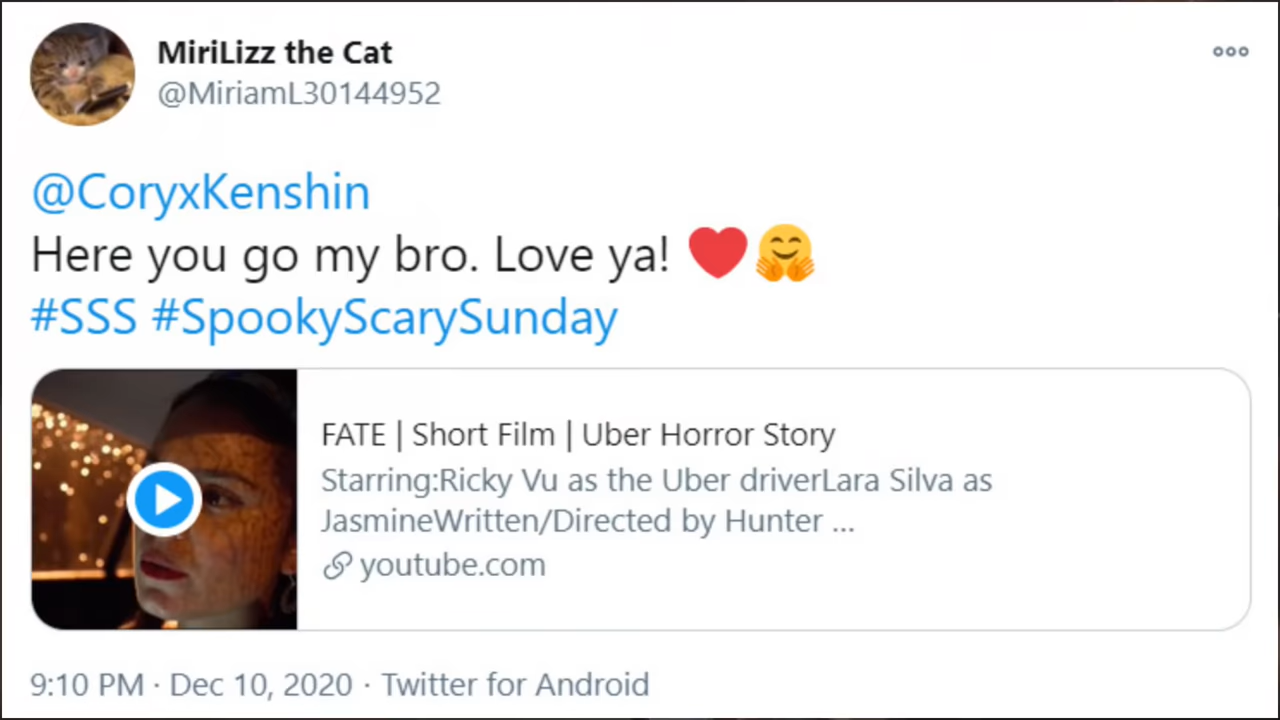 MiriLizz the Cat
@MiriamL30144952
@CoryxKenshin
Here you go my bro. Love ya! ❤️🤗
#SSS #SpookyScarySunday
FATE | Short Film | Uber Horror Story
Starring:Ricky Vu as the Uber driverLara Silva as
JasmineWritten/Directed by Hunter ...
youtube.com
9:10 PM · Dec 10, 2020 · Twitter for Android